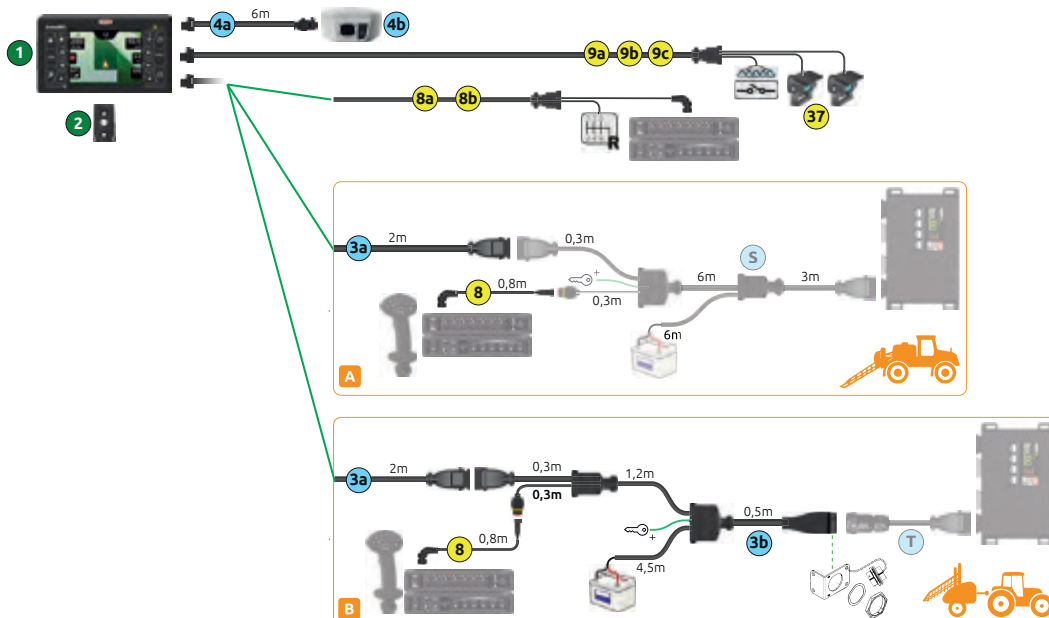 4a 6m 4b
1
9a 9b 9c
8a 8b
37
2
R
3a 2m 0,3m
6m S 3m
+
8 0,8m 0,3m
6m
A
3a 2m 0,3m 1,2m
0,3m
0,5m
+
8 0,8m 3b T
4,5m
B